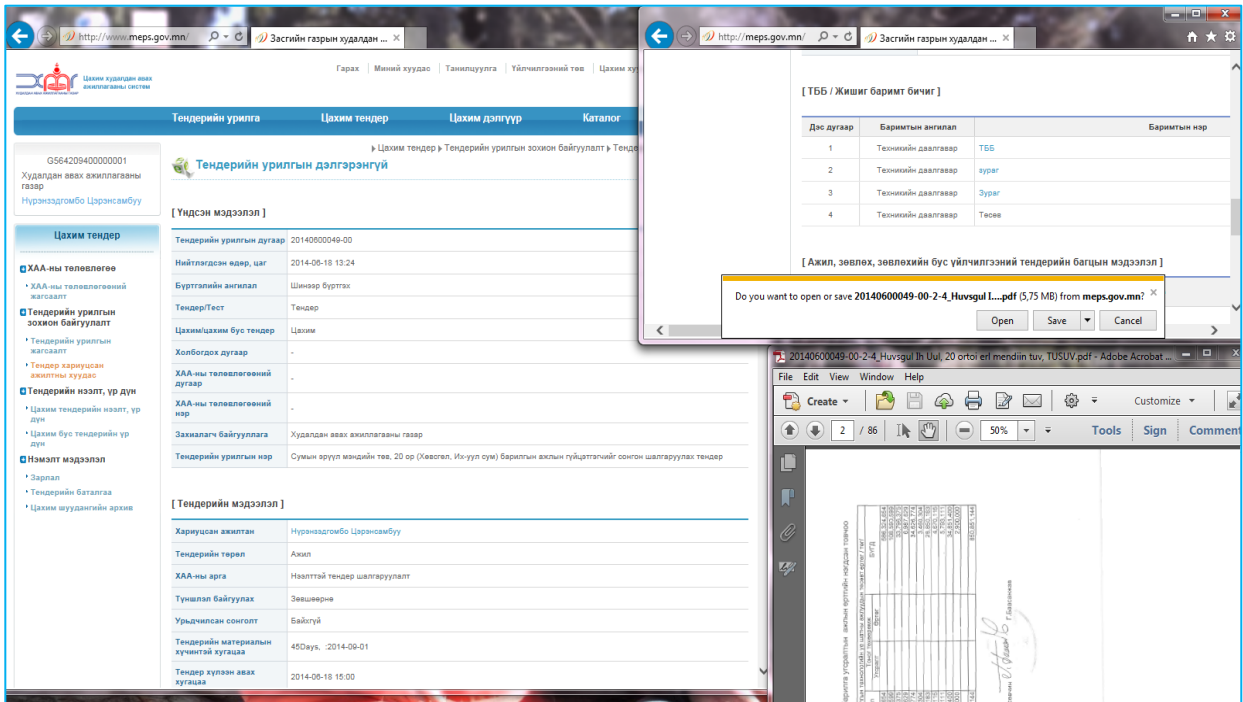 http://www.meps.gov.mn/
Засгийн газрын худалдан ...
Цахим худалдан авах
ажиллагааны систем
Гарах | Миний хуудас | Танилцуулга | Үйлчилгээний төв | Цахим ху
Тендерийн урилга Цахим тендер Цахим дэлгүүр Каталог
Цахим тендер Тендерийн урилгын зохион байгуулалт Тенде
G564209400000001
Худалдан авах ажиллагааны
газар
Нүрэнзэдгомбо Цэрэнсамбуу
Цахим тендер
ХАА-ны төлөвлөгөө
ХАА-ны төлөвлөгөөний
жагсаалт
Тендерийн урилгын
зохион байгуулалт
Тендерийн урилгын
жагсаалт
Тендер хариуцсан
ажилтны хуудас
Тендерийн нээлт, үр дүн
Цахим тендерийн нээлт, үр
дүн
Цахим бус тендерийн үр
дүн
Нэмэлт мэдээлэл
Зарлал
Тендерийн баталгаа
Цахим шуудангийн архив
Тендерийн урилгын дэлгэрэнгүй
[ Үндсэн мэдээлэл ]
Тендерийн урилгын дугаар 20140600049-00
Нийтлэгдсэн өдөр, цаг 2014-06-18 13:24
Бүртгэлийн ангилал Шинээр бүртгэх
Тендер/Тест Тендер
Цахим/цахим бус тендер Цахим
Холбогдох дугаар -
ХАА-ны төлөвлөгөөний
дугаар -
ХАА-ны төлөвлөгөөний
нэр -
Захиалагч байгууллага Худалдан авах ажиллагааны газар
Тендерийн урилгын нэр Сумын эрүүл мэндийн төв, 20 ор (Хөвсгөл, Их-уул сум) барилгын ажлын гүйцэтгэгчийг сонгон шалгаруулах тендер
[ Тендерийн мэдээлэл ]
Хариуцсан ажилтан Нүрэнзэдгомбо Цэрэнсамбуу
Тендерийн төрөл Ажил
ХАА-ны арга Нээлттэй тендер шалгаруулалт
Түншлэл байгуулах Зөвшөөрнө
Урьдчилсан сонголт Байхгүй
Тендерийн материалын
хүчинтэй хугацаа 45Days, :2014-09-01
Тендер хүлээн авах
хугацаа 2014-06-18 15:00
http://meps.gov.mn/
Засгийн газрын худалдан ...
[ ТББ / Жишиг баримт бичиг ]
Дэс дугаар Баримтын ангилал Баримтын нэр
1 Техникийн даалгавар ТББ
2 Техникийн даалгавар зураг
3 Техникийн даалгавар Зураг
4 Техникийн даалгавар Төсөв
[ Ажил, зөвлөх, зөвлөхийн бус үйлчилгээний тендерийн багцын мэдээлэл ]
Do you want to open or save 20140600049-00-2-4_Huvsgul I....pdf (5,75 MB) from meps.gov.mn?
Open Save Cancel
20140600049-00-2-4_Huvsgul Ih Uul, 20 ortoi erl mendiin tuv, TUSUV.pdf - Adobe Acrobat ...
File Edit View Window Help
Create Customize
2 / 86 50% Tools Sign Comment